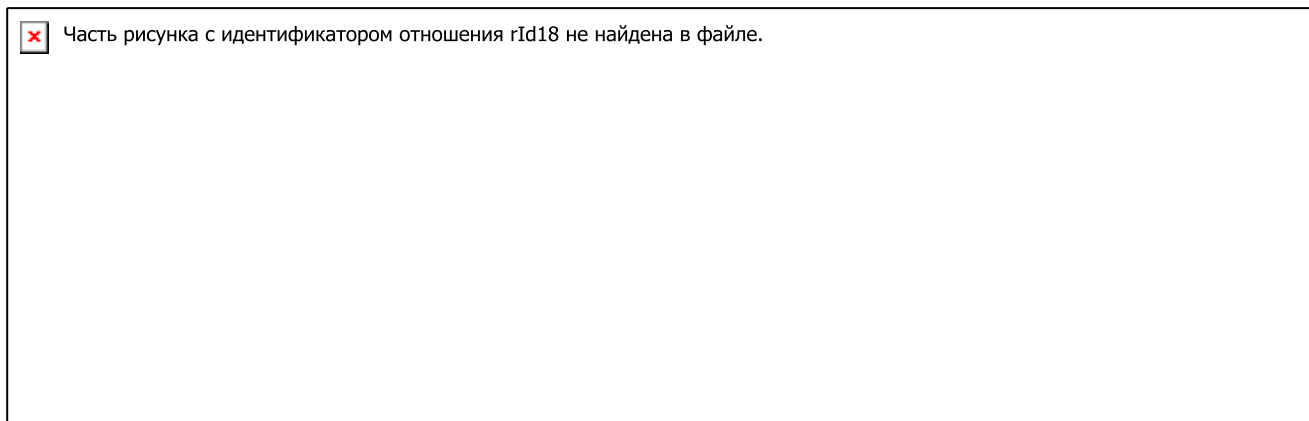 Часть рисунка с идентификатором отношения rId18 не найдена в файле.